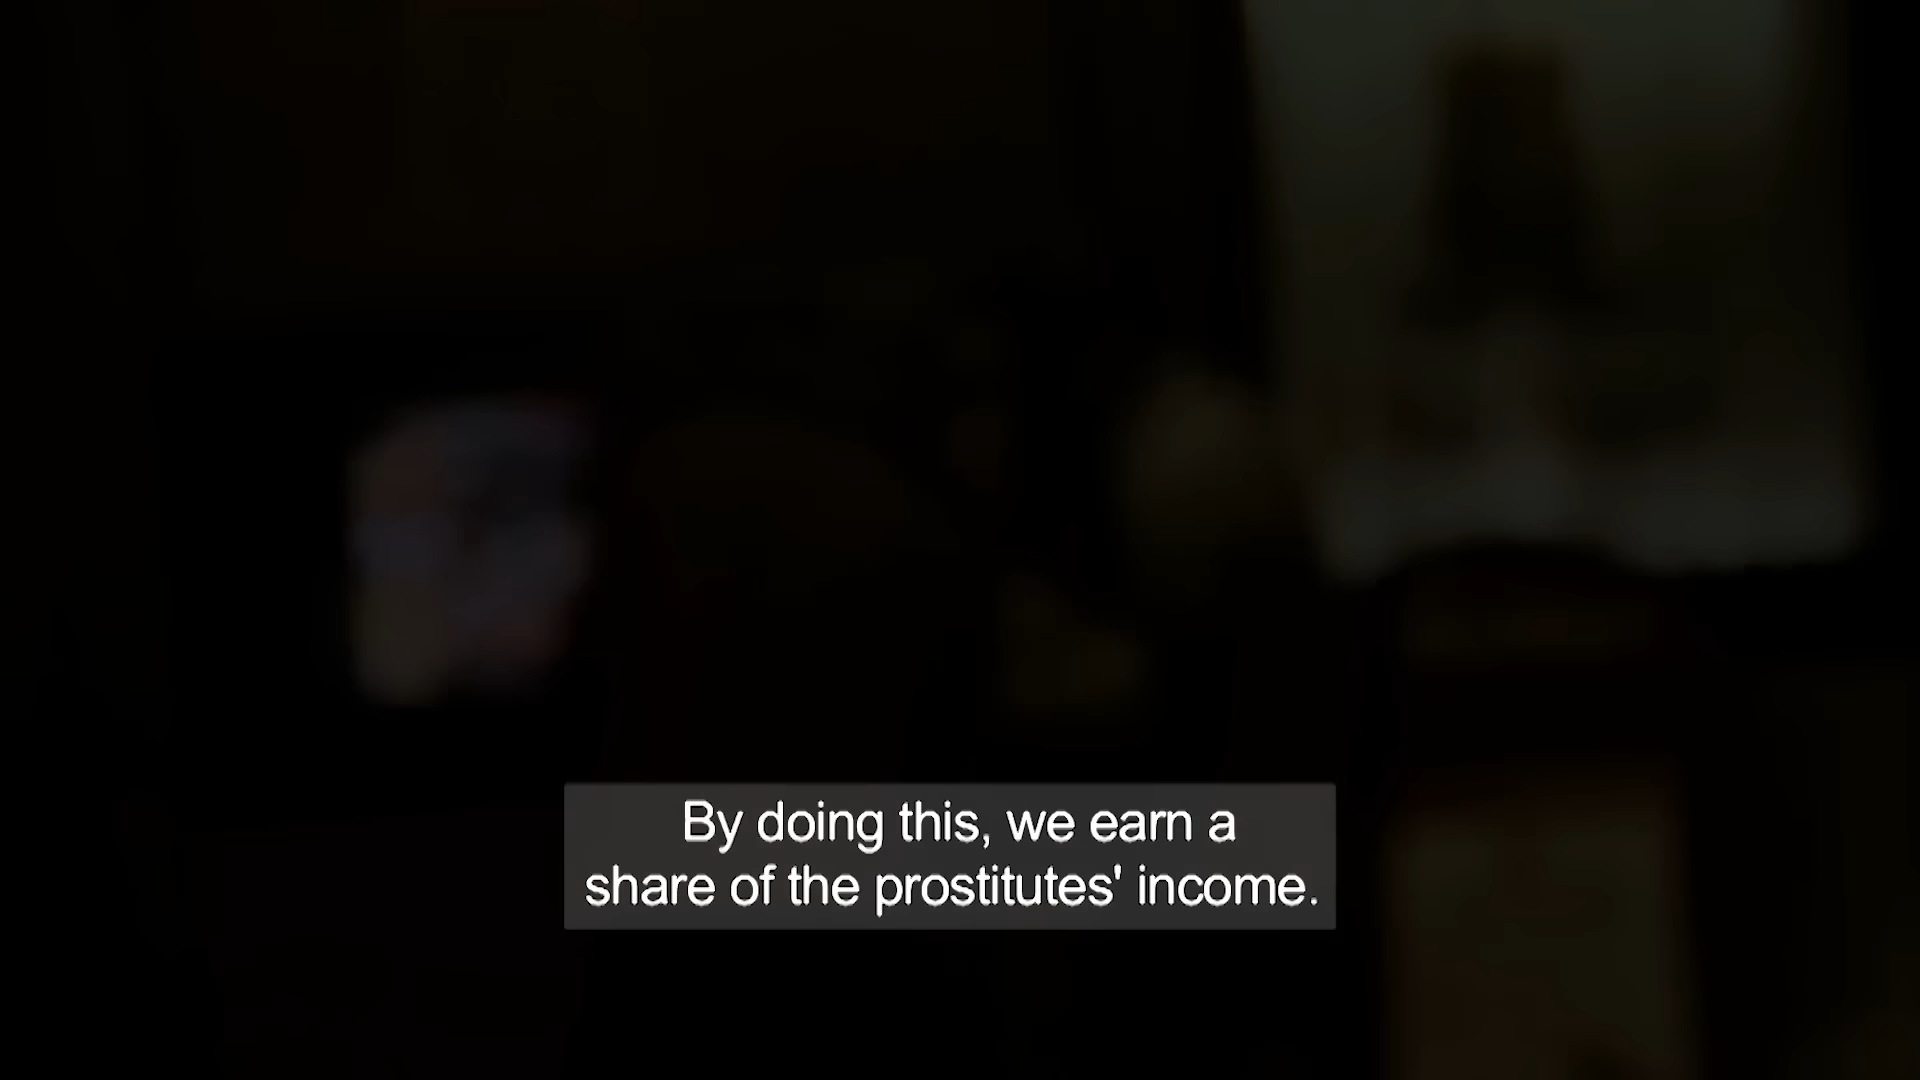 By doing this, we earn a
share of the prostitutes' income.